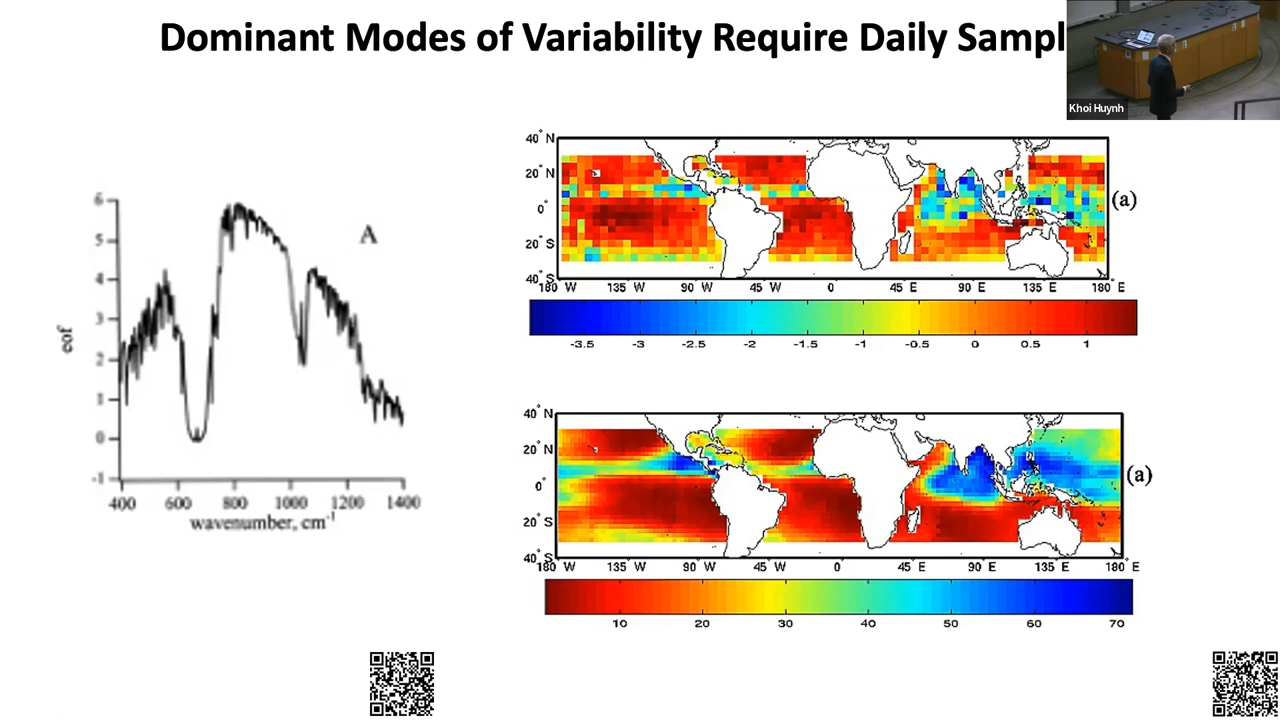 Dominant Modes of Variability Require Daily Sampl
Khoi Huynh
6
5
4
3
2
1
0
-1
eof
A
400 600 800 1000 1200 1400
wavenumber, cm-1
40° N
20° N
0°
20° S
40° S
180° W 135° W 90° W 45° W 0 45° E 90° E 135° E 180° E
(a)
-3.5 -3 -2.5 -2 -1.5 -1 -0.5 0 0.5 1
40° N
20° N
0°
20° S
40° S
180° W 135° W 90° W 45° W 0° 45° E 90° E 135° E 180° E
(a)
10 20 30 40 50 60 70